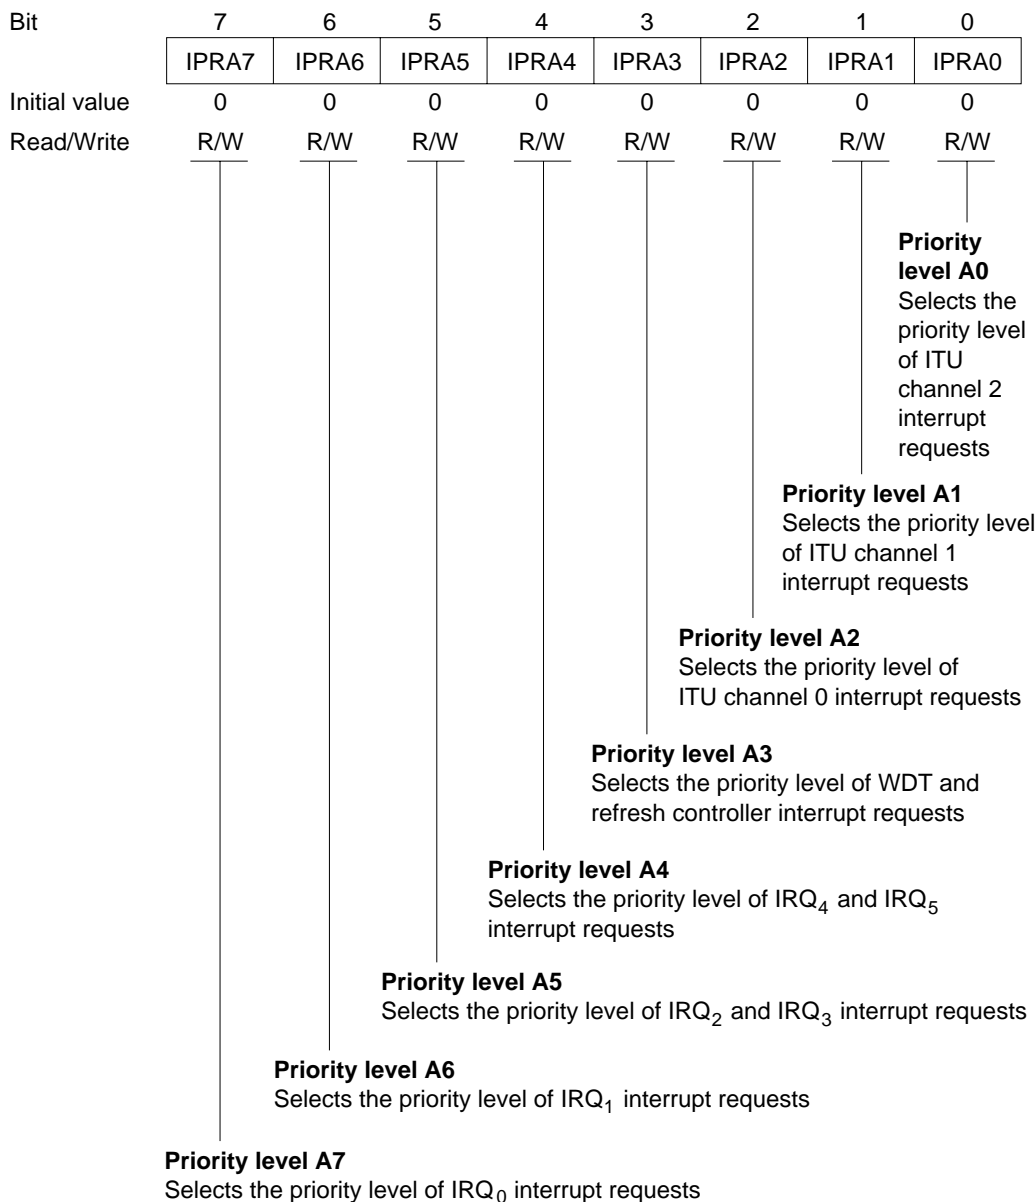 Bit 7 6 5 4 3 2 1 0
IPRA7 IPRA6 IPRA5 IPRA4 IPRA3 IPRA2 IPRA1 IPRA0
Initial value 0 0 0 0 0 0 0 0
Read/Write R/W R/W R/W R/W R/W R/W R/W R/W
Priority
level A0
Selects the
priority level
of ITU
channel 2
interrupt
requests
Priority level A1
Selects the priority level
of ITU channel 1
interrupt requests
Priority level A2
Selects the priority level of
ITU channel 0 interrupt requests
Priority level A3
Selects the priority level of WDT and
refresh controller interrupt requests
Priority level A4
Selects the priority level of IRQ4 and IRQ5
interrupt requests
Priority level A5
Selects the priority level of IRQ2 and IRQ3 interrupt requests
Priority level A6
Selects the priority level of IRQ1 interrupt requests
Priority level A7
Selects the priority level of IRQ0 interrupt requests